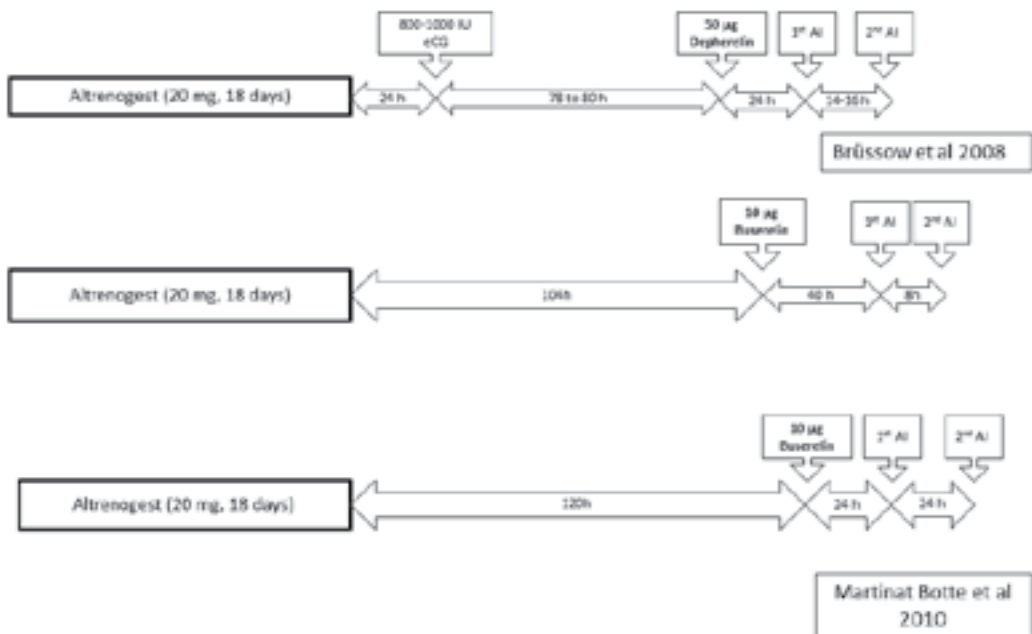 800-1000 IU
eCG
50 µg
Depherelin
1st AI
2nd AI
Altrenogest (20 mg, 18 days)
24 h
78 to 80 h
24 h
14-16 h
Brüssow et al 2008
10 µg
Buserelin
1st AI
2nd AI
Altrenogest (20 mg, 18 days)
104h
40 h
8h
10 µg
Buserelin
1st AI
2nd AI
Altrenogest (20 mg, 18 days)
120h
24 h
24 h
Martinat Botte et al
2010